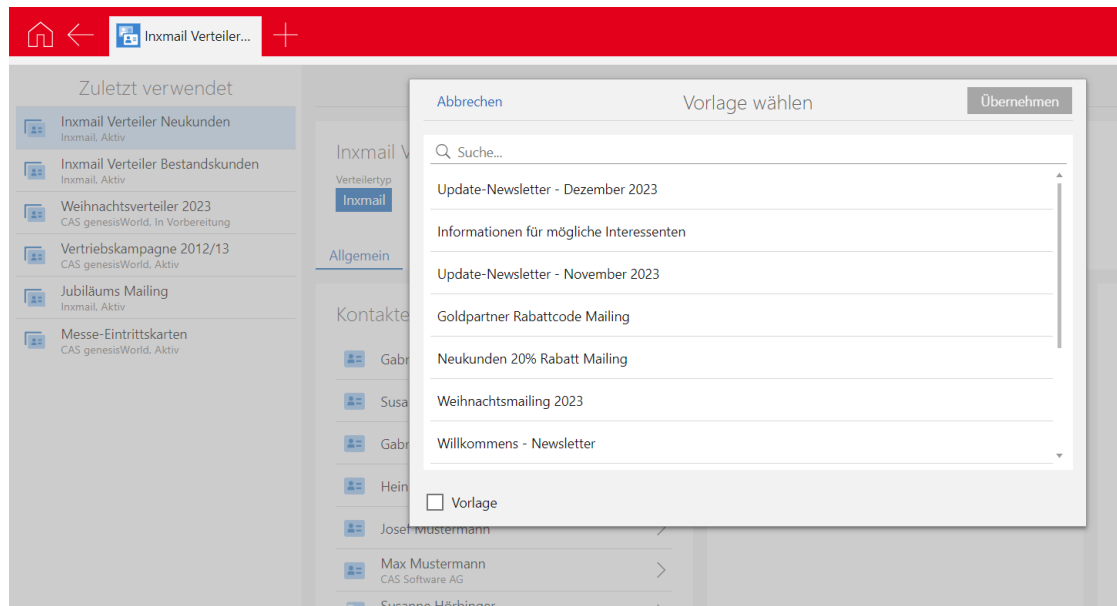 Inxmail Verteiler...
Zuletzt verwendet
Inxmail Verteiler Neukunden
Inxmail, Aktiv
Inxmail Verteiler Bestandskunden
Inxmail, Aktiv
Weihnachtsverteiler 2023
CAS genesisWorld, In Vorbereitung
Vertriebskampagne 2012/13
CAS genesisWorld, Aktiv
Jubiläums Mailing
Inxmail, Aktiv
Messe-Eintrittskarten
CAS genesisWorld, Aktiv
Inxmail V
Verteilertyp
Inxmail
Allgemein
Kontakte
Gabr
Susa
Gabr
Hein
Josef Mustermann
Max Mustermann
CAS Software AG
Susanne Hörbinger
Abbrechen
Vorlage wählen
Übernehmen
Suche...
Update-Newsletter - Dezember 2023
Informationen für mögliche Interessenten
Update-Newsletter - November 2023
Goldpartner Rabattcode Mailing
Neukunden 20% Rabatt Mailing
Weihnachtsmailing 2023
Willkommens - Newsletter
Vorlage